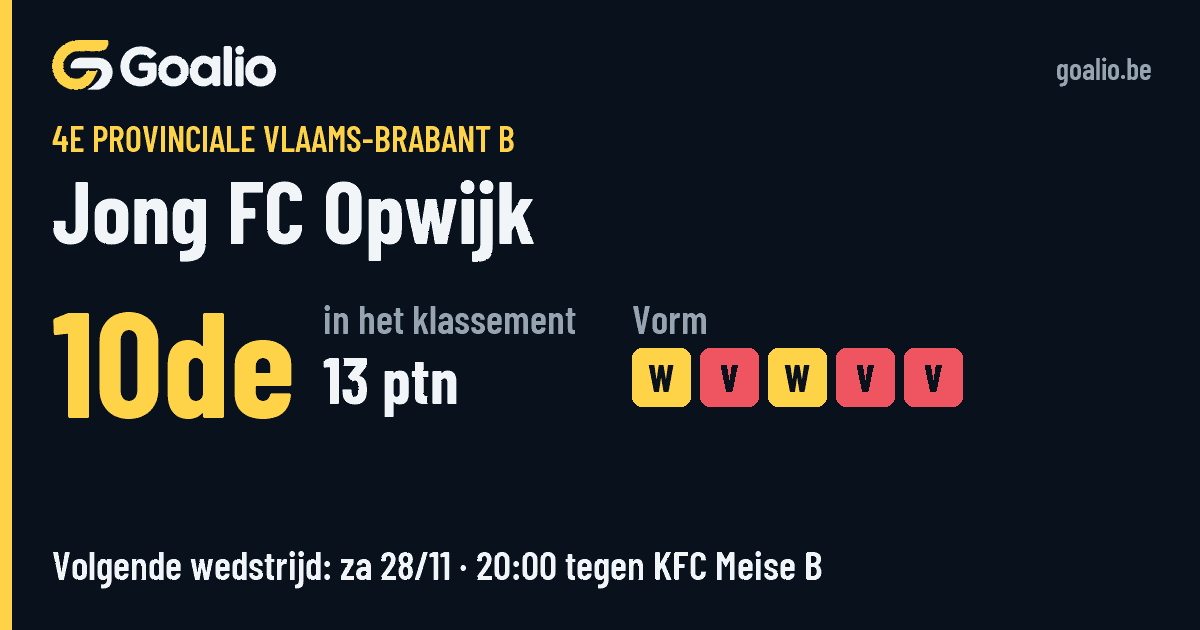 Goalio
goalio.be
4E PROVINCIALE VLAAMS-BRABANT B
Jong FC Opwijk
10de
in het klassement
13 ptn
Vorm
W V W V V
Volgende wedstrijd: za 28/11 · 20:00 tegen KFC Meise B